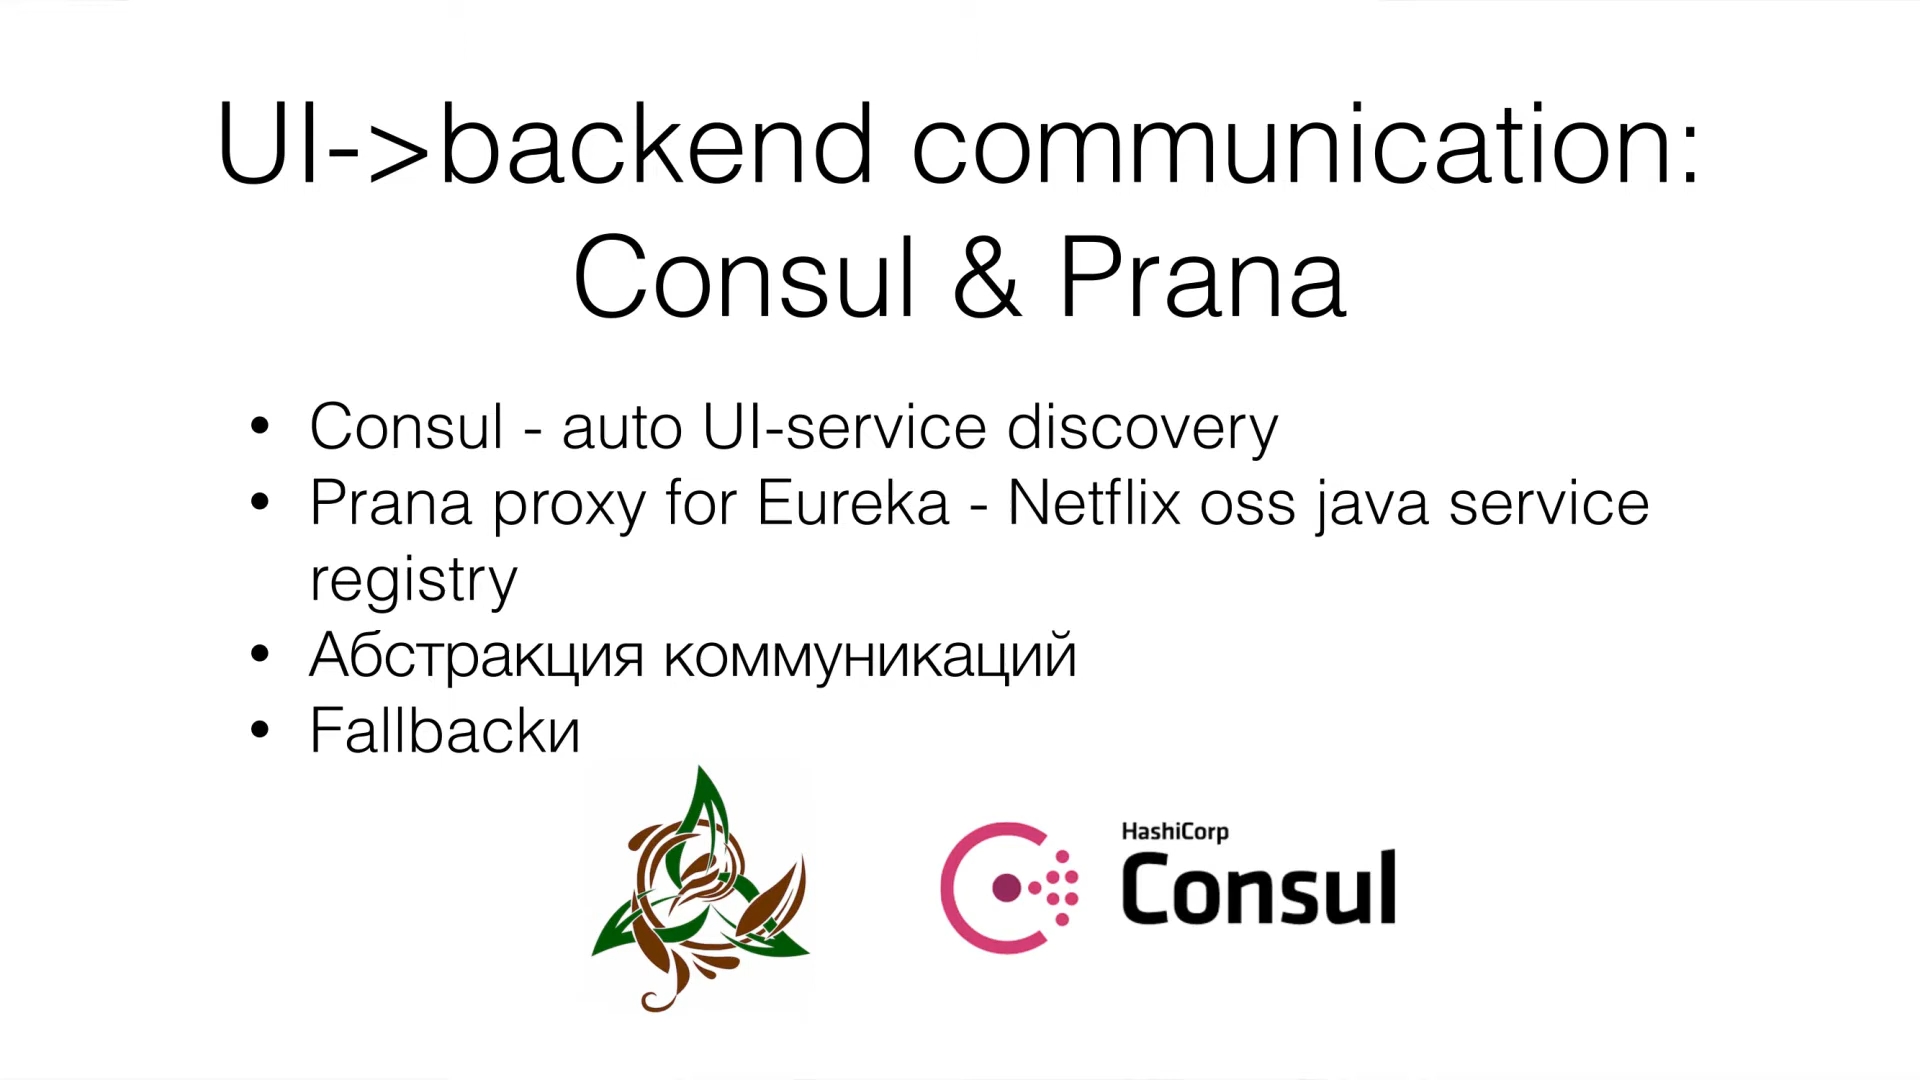 UI->backend communication:
Consul & Prana
• Consul - auto UI-service discovery
• Prana proxy for Eureka - Netflix oss java service
registry
• Абстракция коммуникаций
• Fallbackи
HashiCorp
Consul